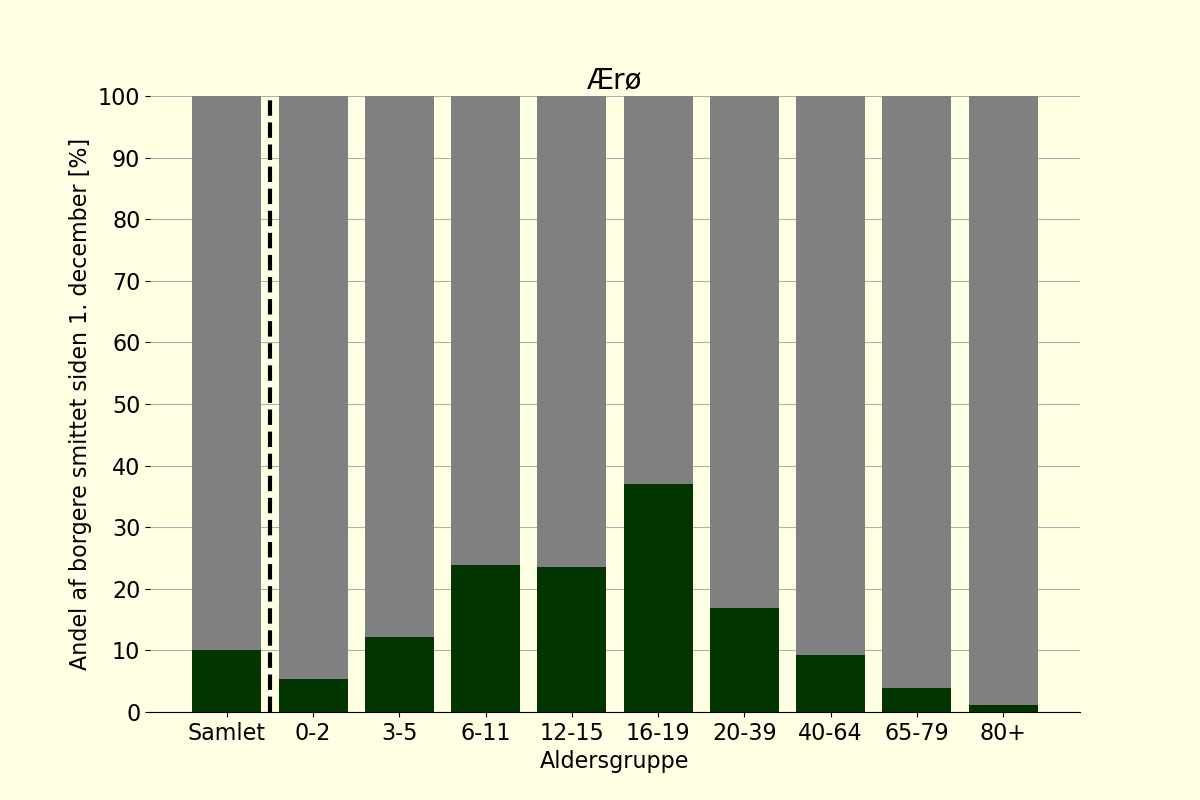 Ærø
Andel af borgere smittet siden 1. december [%]
100
90
80
70
60
50
40
30
20
10
0
Samlet 0-2 3-5 6-11 12-15 16-19 20-39 40-64 65-79 80+
Aldersgruppe